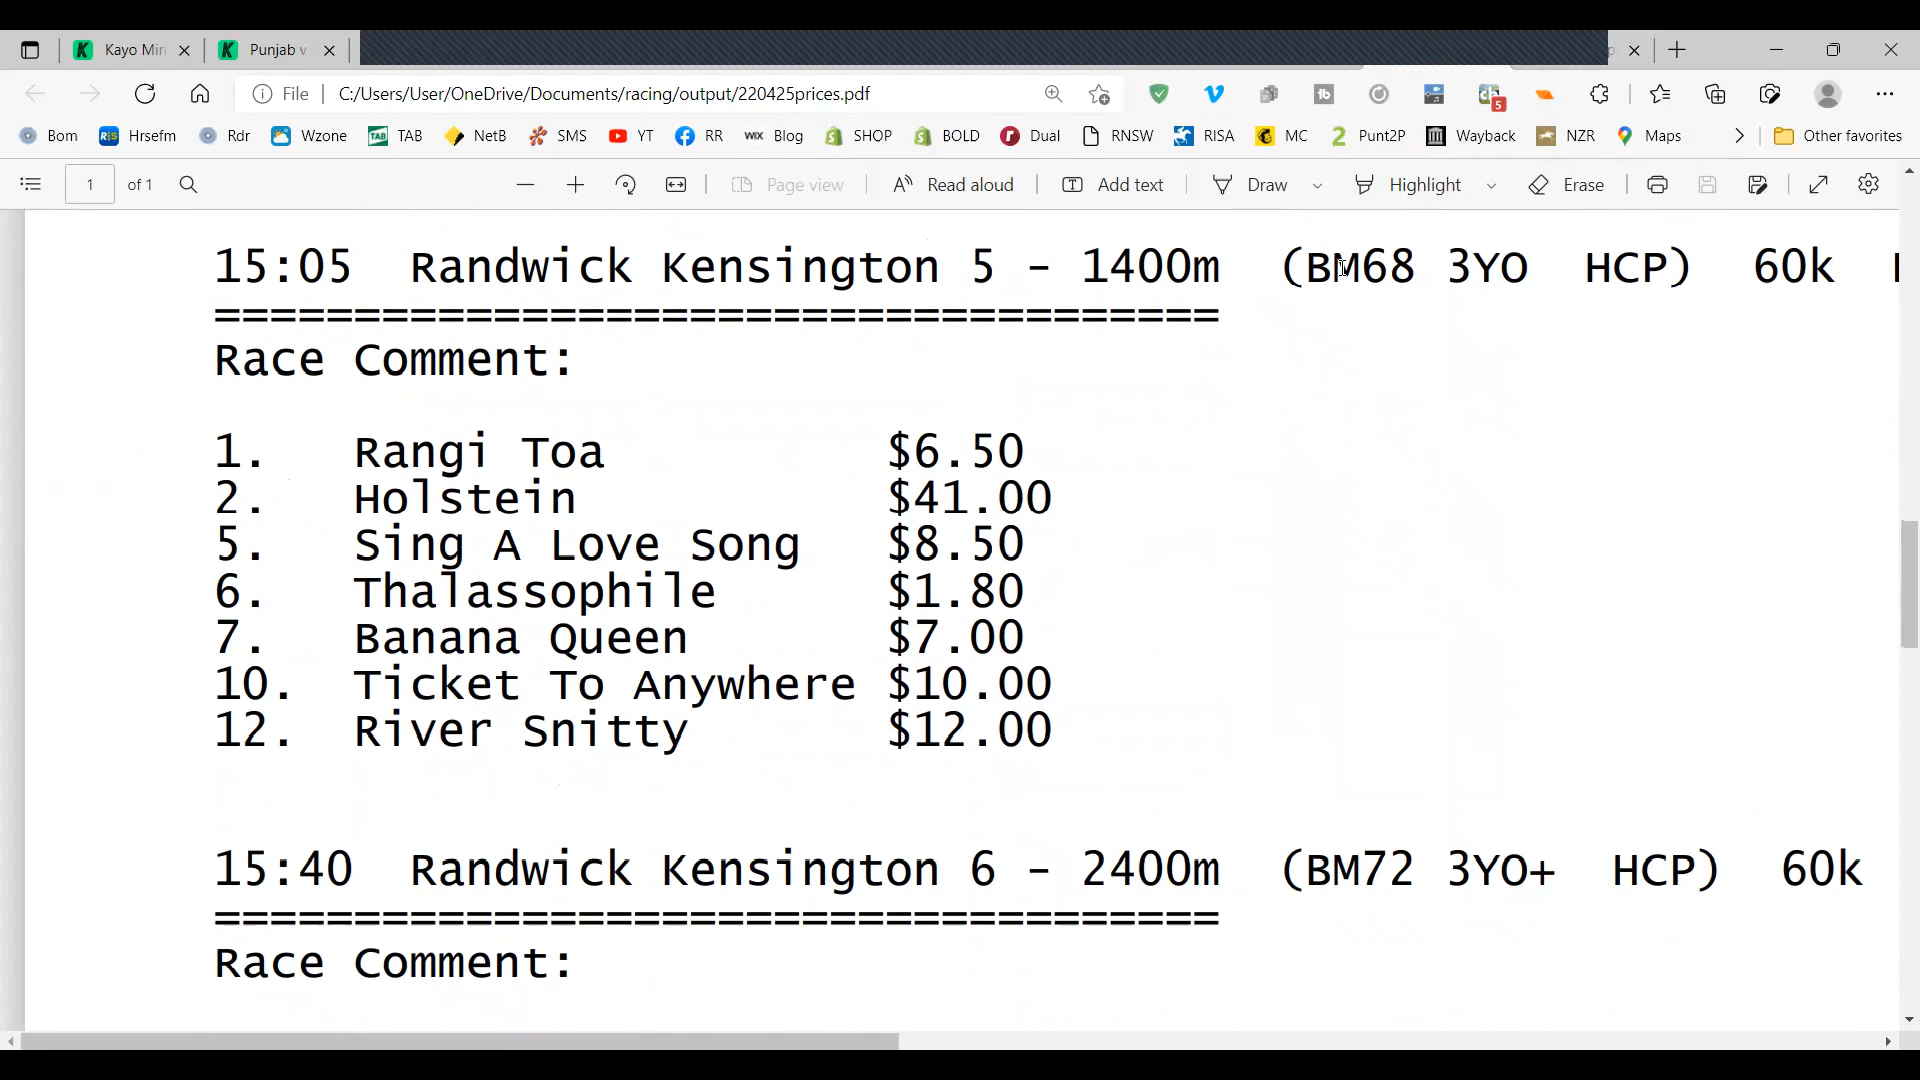 Kayo Min
Punjab v
File C:/Users/User/OneDrive/Documents/racing/output/220425prices.pdf
5
Bom Hrsefm Rdr Wzone TAB NetB SMS YT RR WIX Blog SHOP BOLD Dual RNSW RISA MC Punt2P Wayback NZR Maps Other favorites
1 of 1 Page view Read aloud Add text Draw Highlight Erase
15:05 Randwick Kensington 5 - 1400m (BM68 3YO HCP) 60k
=====================================
Race Comment:
1. Rangi Toa $6.50
2. Holstein $41.00
5. Sing A Love Song $8.50
6. Thalassophile $1.80
7. Banana Queen $7.00
10. Ticket To Anywhere $10.00
12. River Snitty $12.00
15:40 Randwick Kensington 6 - 2400m (BM72 3YO+ HCP) 60k
=====================================
Race Comment: